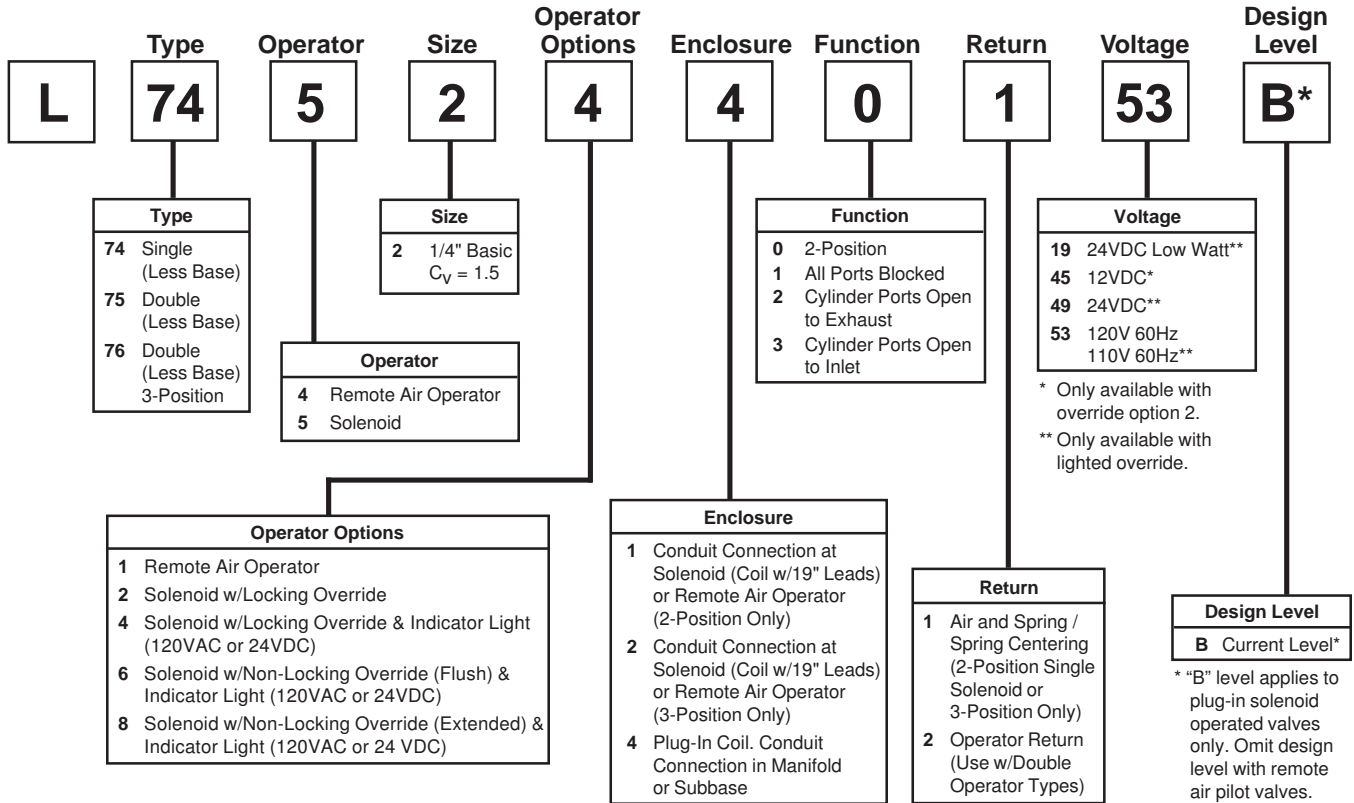 Type
Operator
Size
Operator
Options
Enclosure
Function
Return
Voltage
Design
Level
L
74
5
2
4
4
0
1
53
B*
Type
74 Single
(Less Base)
75 Double
(Less Base)
76 Double
(Less Base)
3-Position
Operator
4 Remote Air Operator
5 Solenoid
Size
2 1/4" Basic
CV = 1.5
Operator Options
1 Remote Air Operator
2 Solenoid w/Locking Override
4 Solenoid w/Locking Override & Indicator Light
(120VAC or 24VDC)
6 Solenoid w/Non-Locking Override (Flush) &
Indicator Light (120VAC or 24VDC)
8 Solenoid w/Non-Locking Override (Extended) &
Indicator Light (120VAC or 24 VDC)
Enclosure
1 Conduit Connection at
Solenoid (Coil w/19" Leads)
or Remote Air Operator
(2-Position Only)
2 Conduit Connection at
Solenoid (Coil w/19" Leads)
or Remote Air Operator
(3-Position Only)
4 Plug-In Coil. Conduit
Connection in Manifold
or Subbase
Function
0 2-Position
1 All Ports Blocked
2 Cylinder Ports Open
to Exhaust
3 Cylinder Ports Open
to Inlet
Return
1 Air and Spring /
Spring Centering
(2-Position Single
Solenoid or
3-Position Only)
2 Operator Return
(Use w/Double
Operator Types)
Voltage
19 24VDC Low Watt**
45 12VDC*
49 24VDC**
53 120V 60Hz
110V 60Hz**
* Only available with
override option 2.
** Only available with
lighted override.
Design Level
B Current Level*
* “B” level applies to
plug-in solenoid
operated valves
only. Omit design
level with remote
air pilot valves.